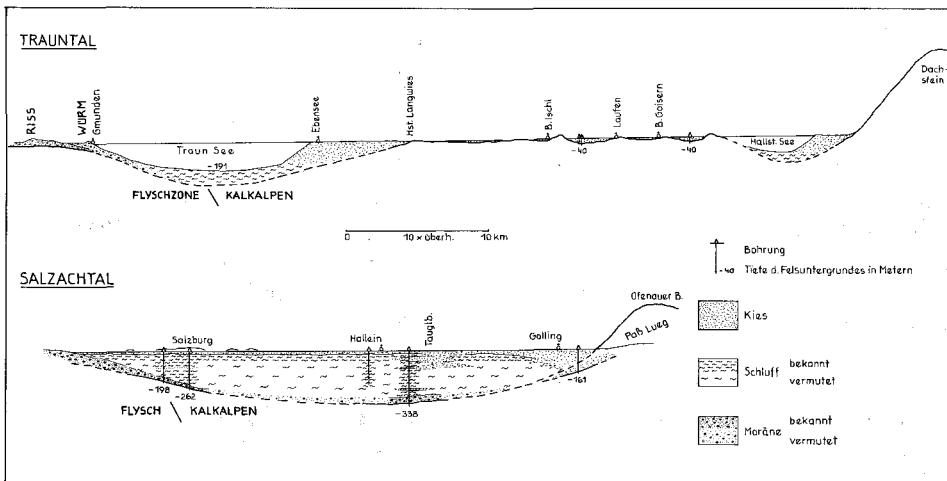 TRAUNTAL
RISS
WÜRM
Gmunden
Ebensee
Hst. Langwies
B. Ischl
Laufen
B. Goisern
Dach-
stein
Traun See
-191
-40
-40
Hallst. See
FLYSCHZONE \ KALKALPEN
0 10 x überh. 10 km
Bohrung
-40 Tiefe d. Felsuntergrundes in Metern
SALZACHTAL
Salzburg
Hallein
Tauglb.
Golling
Ofenauer B.
Paß Lueg
-198
-262
-338
-161
FLYSCH \ KALKALPEN
Kies
Schluff bekannt
vermutet
Moräne bekannt
vermutet